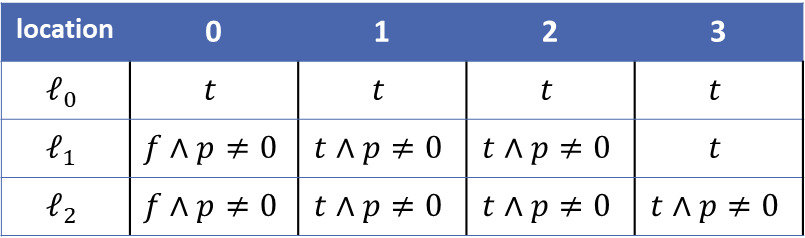 location 0 1 2 3
ℓ₀ t t t t
ℓ₁ f ∧ p ≠ 0 t ∧ p ≠ 0 t ∧ p ≠ 0 t
ℓ₂ f ∧ p ≠ 0 t ∧ p ≠ 0 t ∧ p ≠ 0 t ∧ p ≠ 0